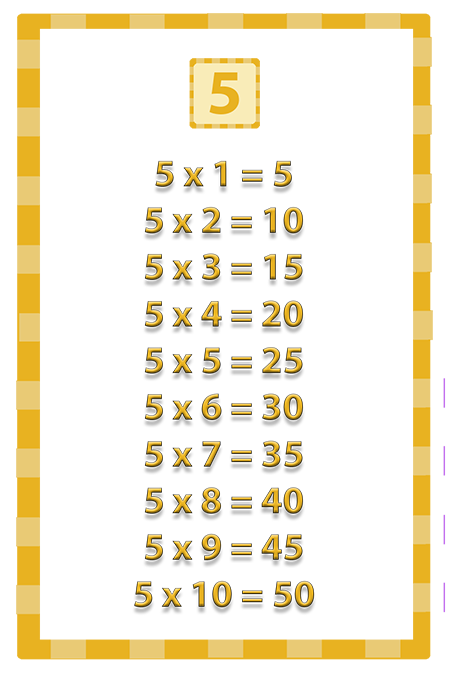 5
5 x 1 = 5
5 x 2 = 10
5 x 3 = 15
5 x 4 = 20
5 x 5 = 25
5 x 6 = 30
5 x 7 = 35
5 x 8 = 40
5 x 9 = 45
5 x 10 = 50